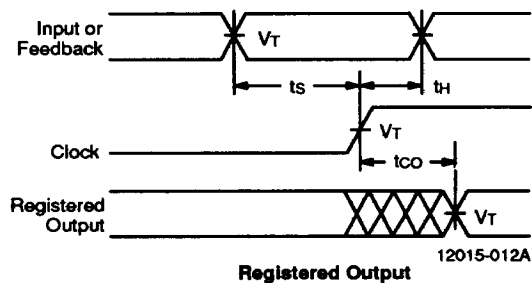 Input or
Feedback
VT
tS
tH
Clock
VT
tCO
Registered
Output
VT
12015-012A
Registered Output